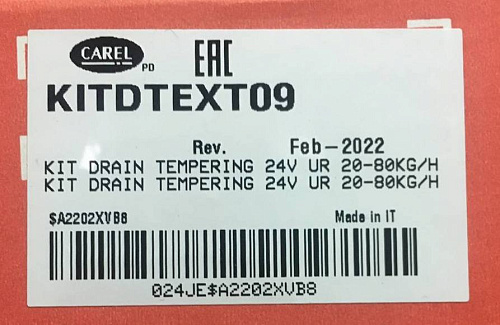 CAREL PD EAC
KITDTEXT09
Rev. Feb-2022
KIT DRAIN TEMPERING 24V UR 20-80KG/H
KIT DRAIN TEMPERING 24V UR 20-80KG/H
$A2202XVB8 Made in IT
024JE$A2202XVB8